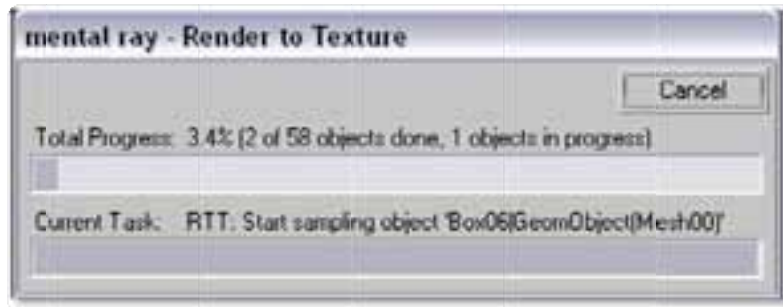 mental ray - Render to Texture
Cancel
Total Progress: 3.4% (2 of 58 objects done, 1 objects in progress)
Current Task: RTT: Start sampling object 'Box06|GeomObject(Mesh00)'